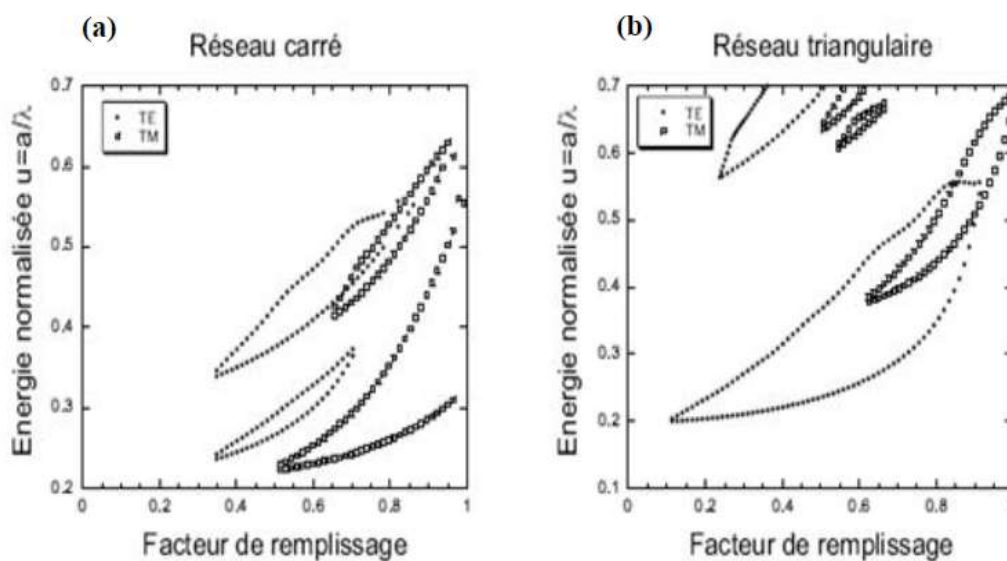 (a)
Réseau carré
Energie normalisée u=a/λ
0.7
0.6
0.5
0.4
0.3
0.2
TE
TM
0
0.2
0.4
0.6
0.8
1
Facteur de remplissage
(b)
Réseau triangulaire
Energie normalisée u=a/λ
0.7
0.6
0.5
0.4
0.3
0.2
0.1
TE
TM
0
0.2
0.4
0.6
0.8
Facteur de remplissage